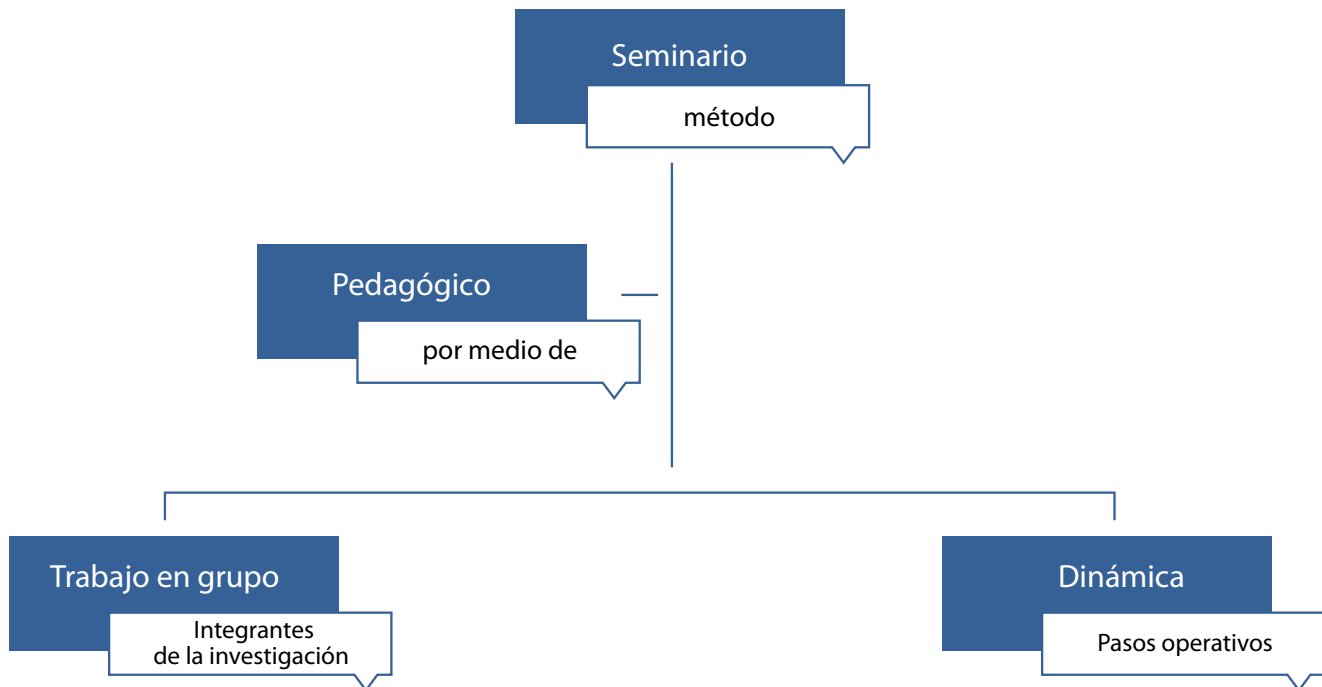 Seminario
método
Pedagógico
por medio de
Trabajo en grupo
Integrantes
de la investigación
Dinámica
Pasos operativos